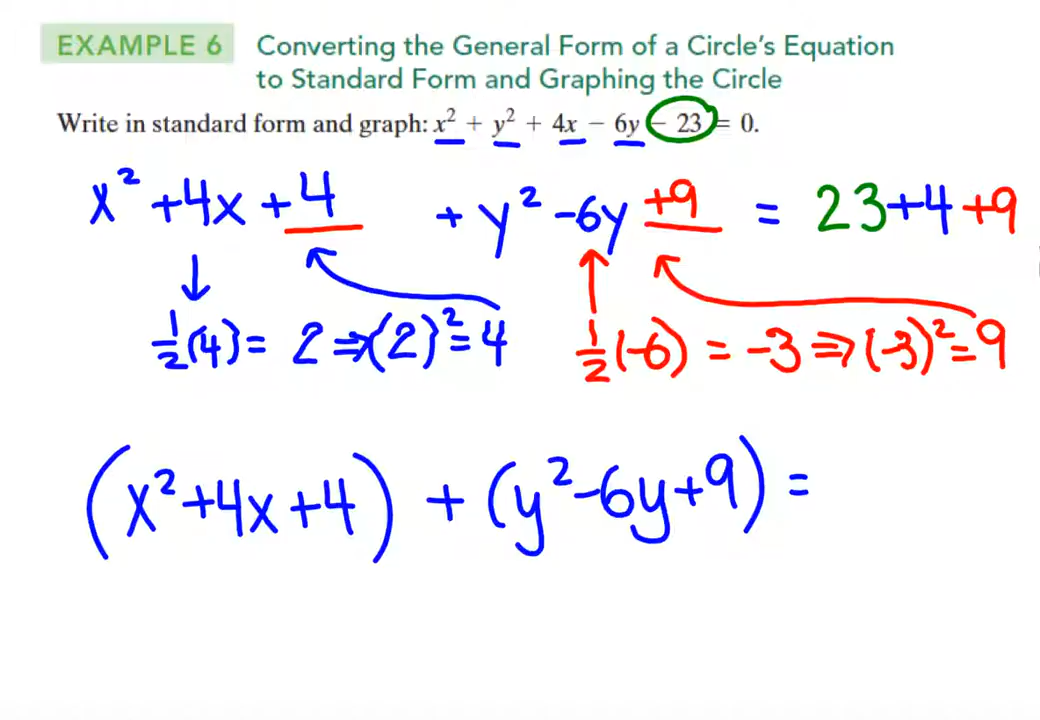 EXAMPLE 6 Converting the General Form of a Circle's Equation
to Standard Form and Graphing the Circle
Write in standard form and graph: x² + y² + 4x − 6y − 23 = 0.
x² +4x +4 + y² -6y +9 = 23+4+9
½(4) = 2 ⇒ (2)² = 4 ½(-6) = -3 ⇒ (-3)² = 9
(x²+4x+4) + (y²-6y+9) =